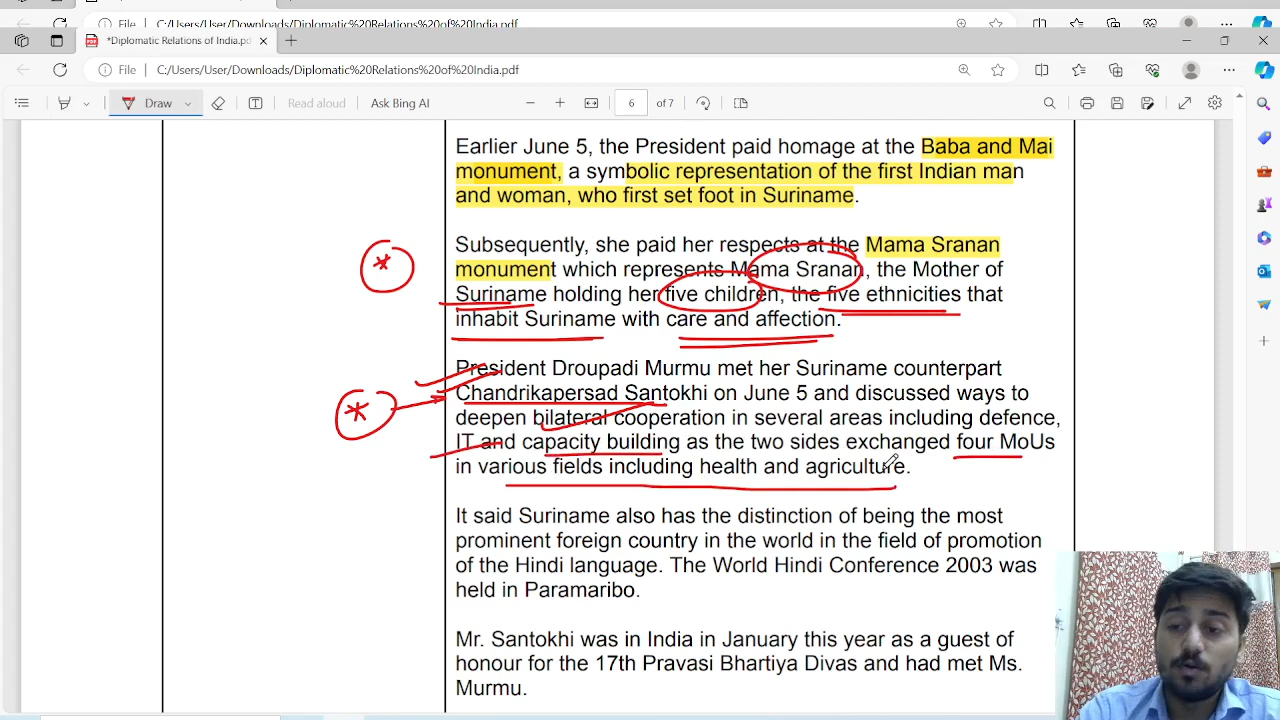 File C:/Users/User/Downloads/Diplomatic%20Relations%20of%20India.pdf
*Diplomatic Relations of India.pd
File C:/Users/User/Downloads/Diplomatic%20Relations%20of%20India.pdf
Draw Read aloud Ask Bing AI 6 of 7
Earlier June 5, the President paid homage at the Baba and Mai
monument, a symbolic representation of the first Indian man
and woman, who first set foot in Suriname.
Subsequently, she paid her respects at the Mama Sranan
monument which represents Mama Sranan, the Mother of
Suriname holding her five children, the five ethnicities that
inhabit Suriname with care and affection.
President Droupadi Murmu met her Suriname counterpart
Chandrikapersad Santokhi on June 5 and discussed ways to
deepen bilateral cooperation in several areas including defence,
IT and capacity building as the two sides exchanged four MoUs
in various fields including health and agriculture.
It said Suriname also has the distinction of being the most
prominent foreign country in the world in the field of promotion
of the Hindi language. The World Hindi Conference 2003 was
held in Paramaribo.
Mr. Santokhi was in India in January this year as a guest of
honour for the 17th Pravasi Bhartiya Divas and had met Ms.
Murmu.